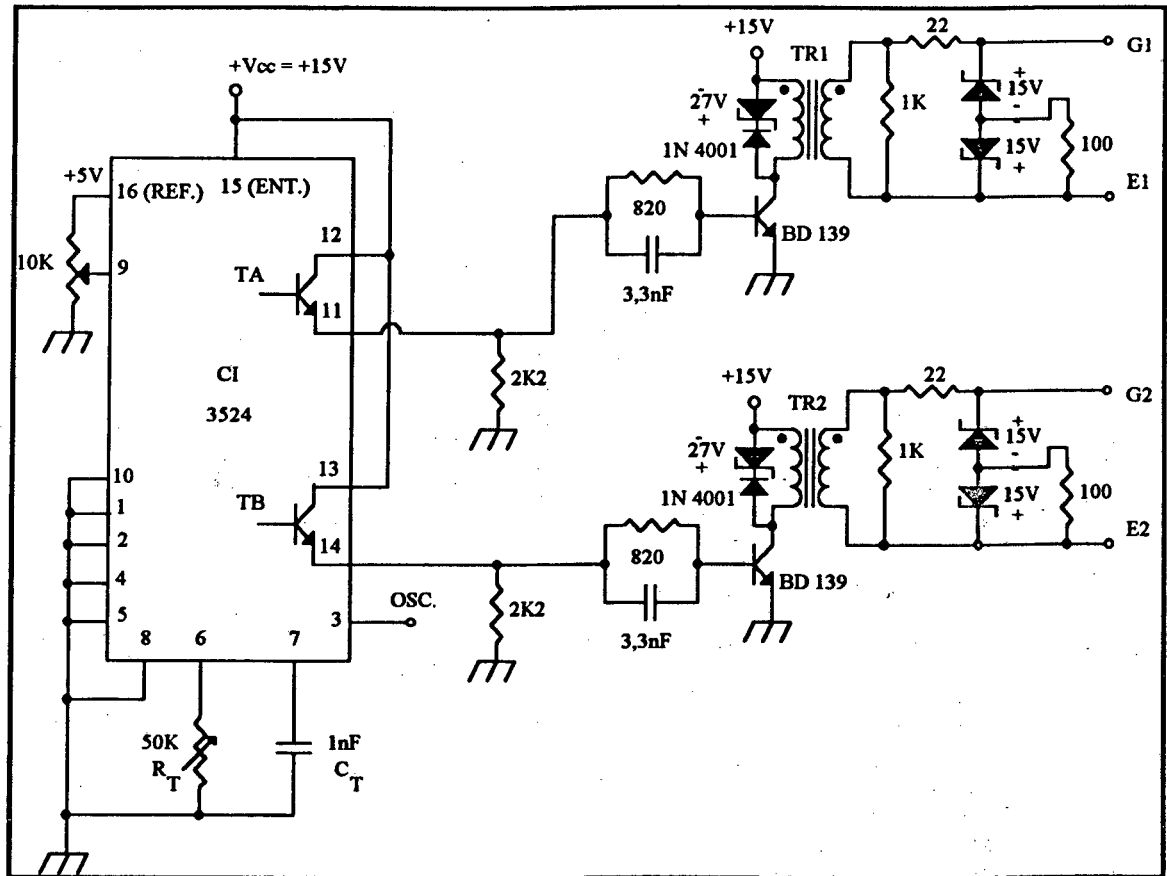 +Vcc = +15V
+5V
16 (REF.)
15 (ENT.)
12
10K
9
TA
11
CI
3524
2K2
10
13
1
TB
2
14
4
OSC.
5
3
8
6
7
2K2
50K
R T
1nF
C T
+15V
TR1
22
G1
27V
-
+
1N 4001
1K
+
15V
-
-
15V
+
100
E1
820
BD 139
3,3nF
+15V
TR2
22
G2
27V
-
+
1N 4001
1K
+
15V
-
15V
+
100
E2
820
BD 139
3,3nF